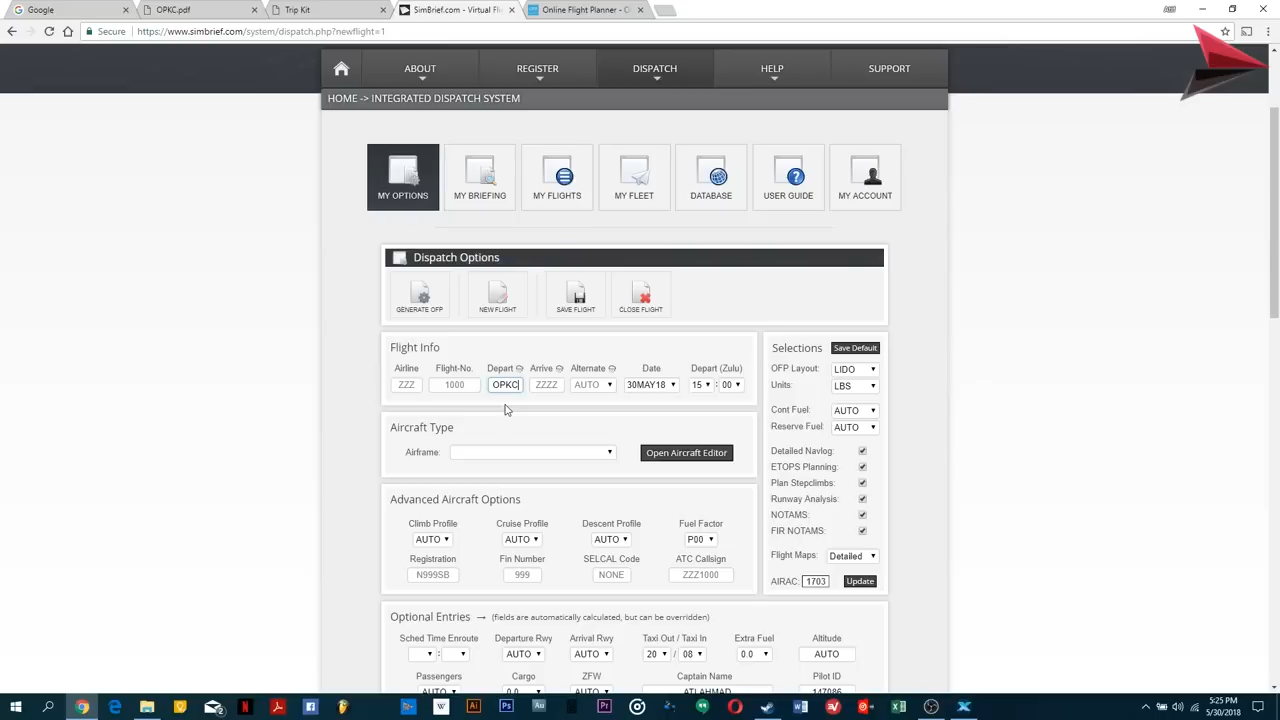 Google
OPKC.pdf
Trip Kit
SimBrief.com - Virtual Fl
Online Flight Planner - O
Secure
https://www.simbrief.com/system/dispatch.php?newflight=1
ABOUT
REGISTER
DISPATCH
HELP
SUPPORT
HOME -> INTEGRATED DISPATCH SYSTEM
MY OPTIONS
MY BRIEFING
MY FLIGHTS
MY FLEET
DATABASE
USER GUIDE
MY ACCOUNT
Dispatch Options
GENERATE OFP
NEW FLIGHT
SAVE FLIGHT
CLOSE FLIGHT
Flight Info
Airline Flight-No. Depart Arrive Alternate Date Depart (Zulu)
ZZZ 1000 OPKC ZZZZ AUTO 30MAY18 15 : 00
Selections Save Default
OFP Layout: LIDO
Units: LBS
Cont Fuel: AUTO
Reserve Fuel: AUTO
Detailed Navlog:
ETOPS Planning:
Plan Stepclimbs:
Runway Analysis:
NOTAMS:
FIR NOTAMS:
Flight Maps: Detailed
AIRAC: 1703 Update
Aircraft Type
Airframe: Open Aircraft Editor
Advanced Aircraft Options
Climb Profile Cruise Profile Descent Profile Fuel Factor
AUTO AUTO AUTO P00
Registration Fin Number SELCAL Code ATC Callsign
N999SB 999 NONE ZZZ1000
Optional Entries → (fields are automatically calculated, but can be overridden)
Sched Time Enroute Departure Rwy Arrival Rwy Taxi Out / Taxi In Extra Fuel Altitude
: AUTO AUTO 20 / 08 0.0 AUTO
Passengers Cargo ZFW Captain Name Pilot ID
AUTO 0.0 AUTO ATI AHMAD 147086
5:25 PM
5/30/2018